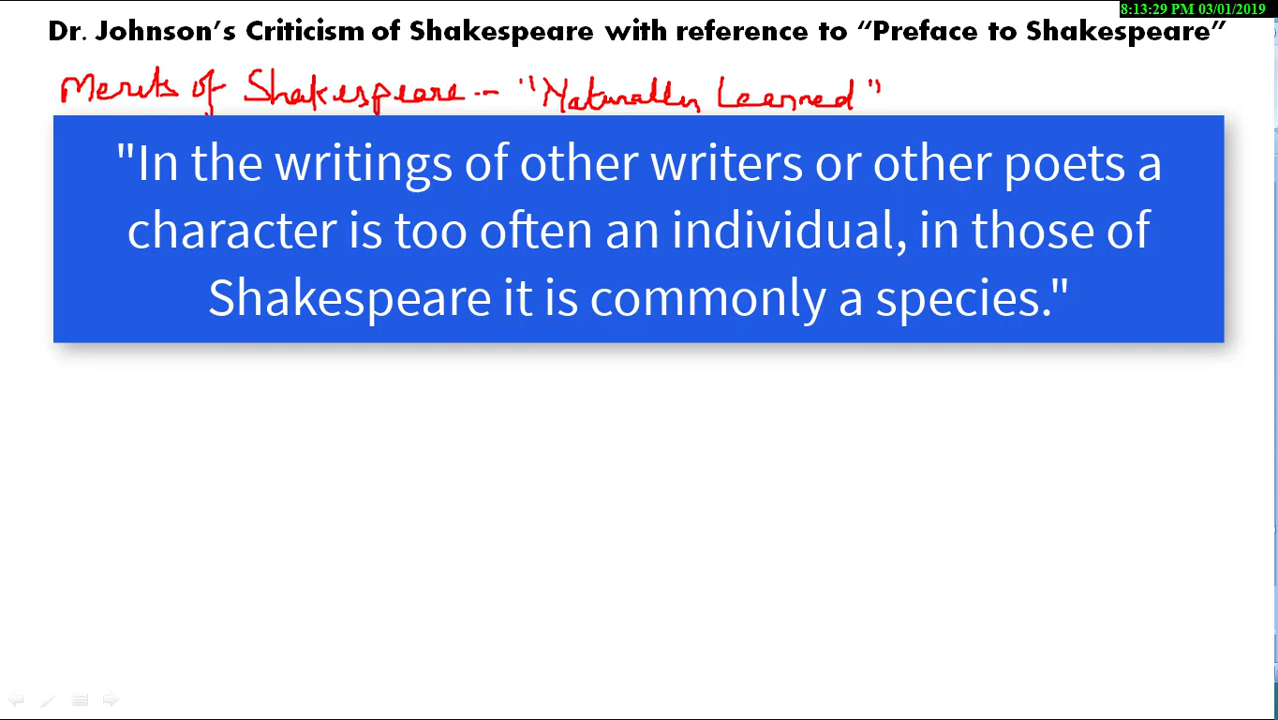 8:13:29 PM 03/01/2019
Dr. Johnson's Criticism of Shakespeare with reference to “Preface to Shakespeare”
Merits of Shakespeare - "Naturally Learned"
"In the writings of other writers or other poets a
character is too often an individual, in those of
Shakespeare it is commonly a species."